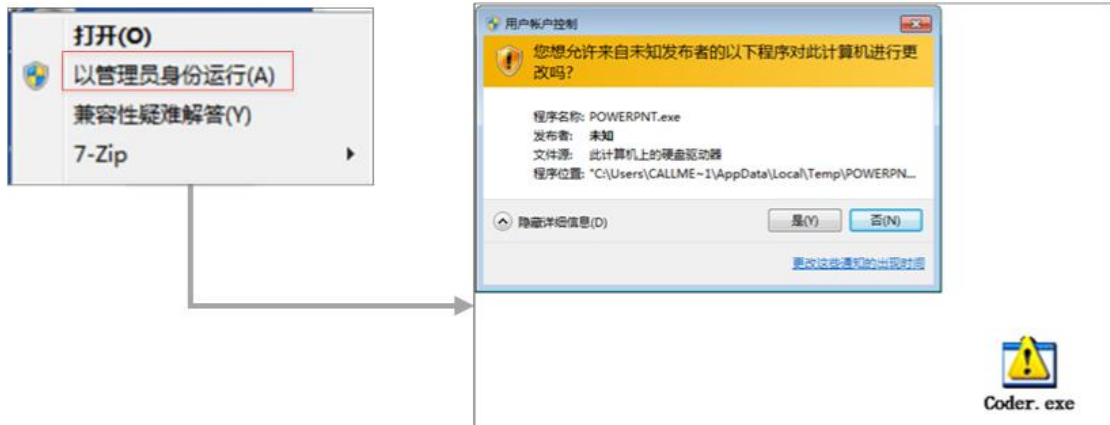 打开(O)
以管理员身份运行(A)
兼容性疑难解答(Y)
7-Zip
用户帐户控制
您想允许来自未知发布者的以下程序对此计算机进行更
改吗?
程序名称: POWERPNT.exe
发布者: 未知
文件源: 此计算机上的硬盘驱动器
程序位置: "C:\Users\CALLME~1\AppData\Local\Temp\POWERPN...
隐藏详细信息(D)
是(Y)
否(N)
更改这些通知的出现时间
Coder.exe